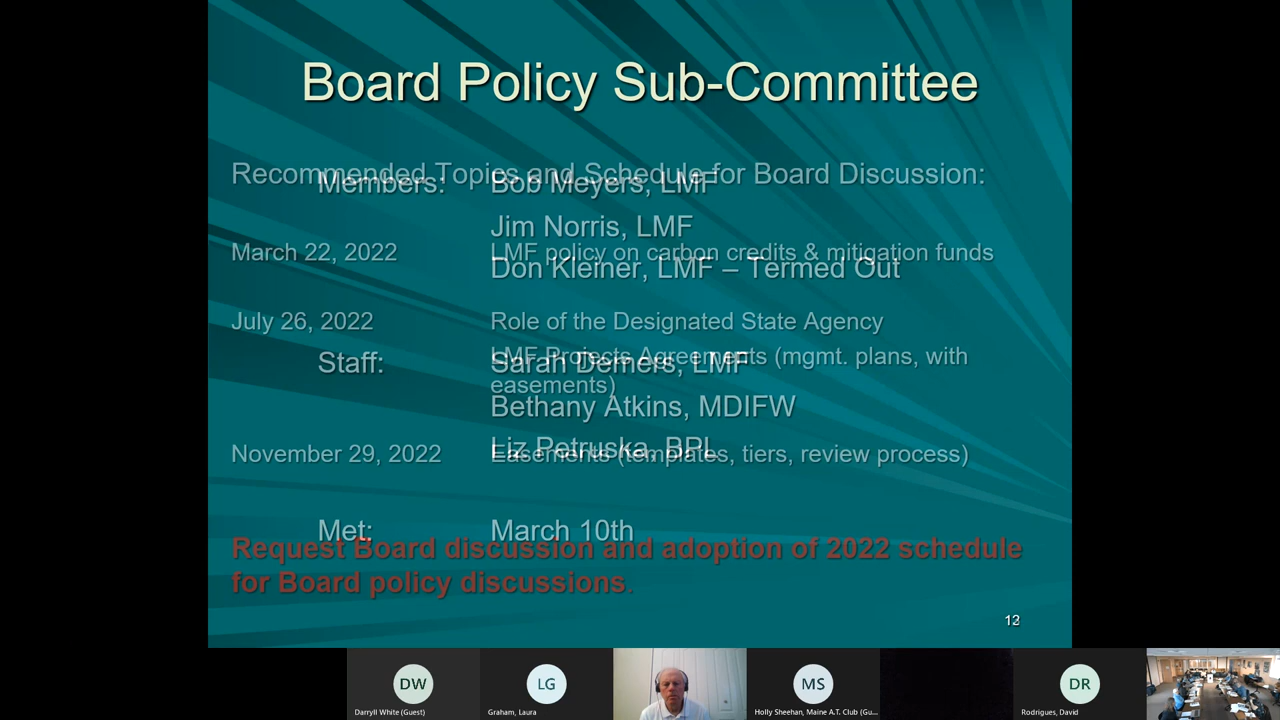 Board Policy Sub-Committee
Recommended Topics and Schedule for Board Discussion:
Members: Bob Meyers, LMF
Jim Norris, LMF
March 22, 2022 LMF policy on carbon credits & mitigation funds
Don Kleiner, LMF – Termed Out
July 26, 2022 Role of the Designated State Agency
LMF Projects Agreements (mgmt. plans, with
Staff: Sarah Demers, LMF
easements)
Bethany Atkins, MDIFW
Liz Petruska, BPL
November 29, 2022 Easements (templates, tiers, review process)
Met: March 10th
Request Board discussion and adoption of 2022 schedule
for Board policy discussions.
DW
LG
MS
DR
Darryll White (Guest)
Graham, Laura
Holly Sheehan, Maine A.T. Club (Gu...
Rodrigues, David